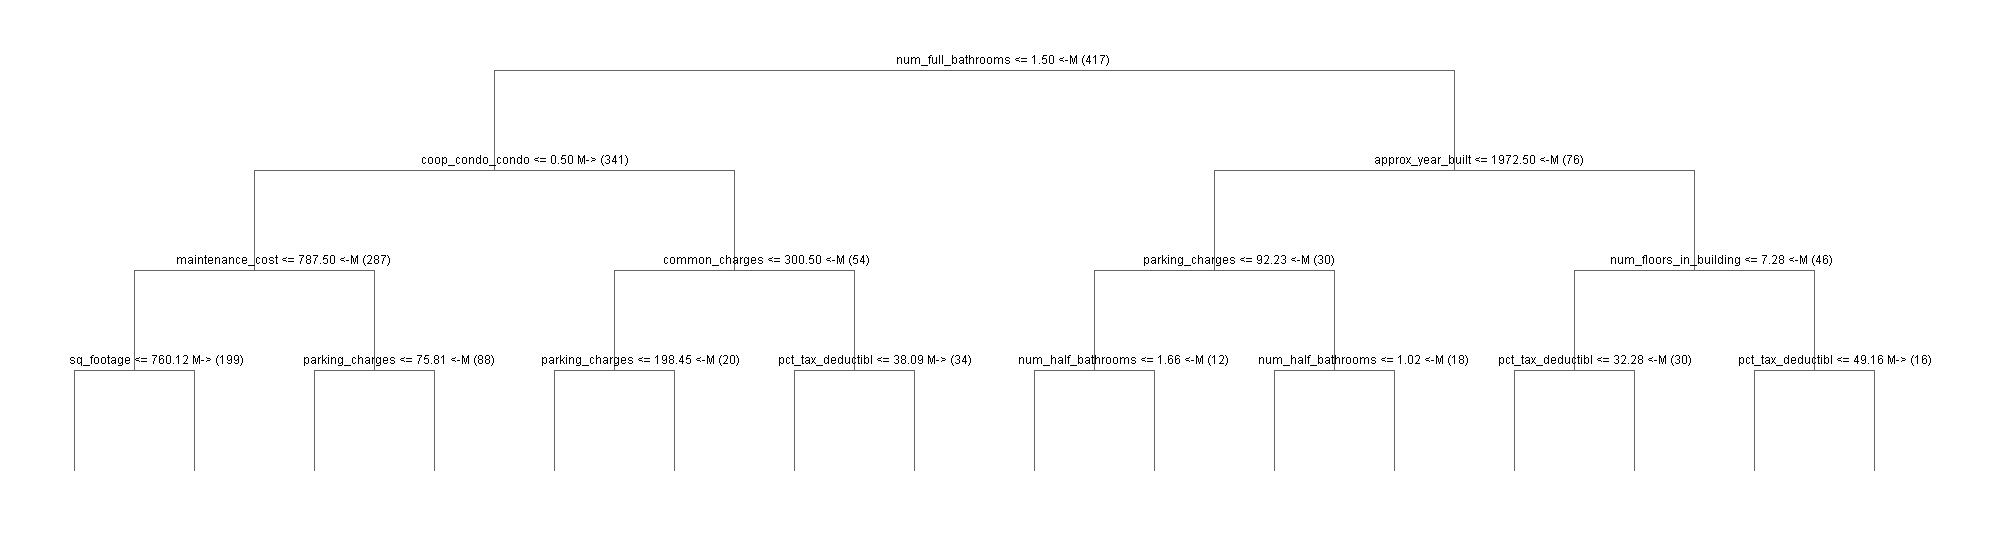 num_full_bathrooms <= 1.50 <-M (417)
coop_condo_condo <= 0.50 M-> (341)
approx_year_built <= 1972.50 <-M (76)
maintenance_cost <= 787.50 <-M (287)
common_charges <= 300.50 <-M (54)
parking_charges <= 92.23 <-M (30)
num_floors_in_building <= 7.28 <-M (46)
sq_footage <= 760.12 M-> (199)
parking_charges <= 75.81 <-M (88)
parking_charges <= 198.45 <-M (20)
pct_tax_deductibl <= 38.09 M-> (34)
num_half_bathrooms <= 1.66 <-M (12)
num_half_bathrooms <= 1.02 <-M (18)
pct_tax_deductibl <= 32.28 <-M (30)
pct_tax_deductibl <= 49.16 M-> (16)